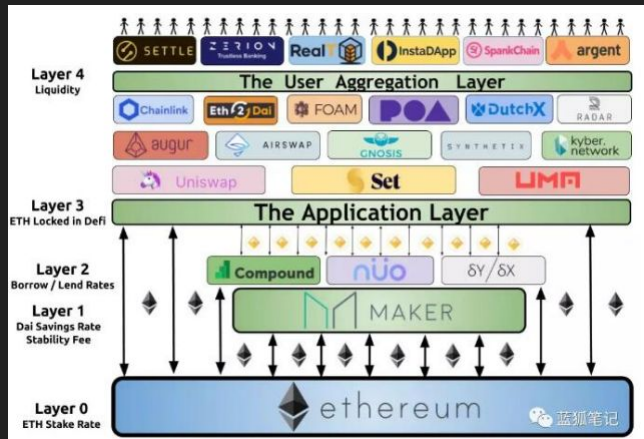 SETTLE ZERION RealT InstaDApp SpankChain argent
Trustless Banking
Layer 4
Liquidity
The User Aggregation Layer
Chainlink Eth2Dai FOAM POA DutchX RADAR
augur AIRSWAP GNOSIS SYNTHETIX kyber.
network
Uniswap Set UMA
Layer 3
ETH Locked in Defi
The Application Layer
Layer 2
Borrow / Lend Rates
Compound nüo δY/δX
Layer 1
Dai Savings Rate
Stability Fee
MAKER
Layer 0
ETH Stake Rate
ethereum
蓝狐笔记